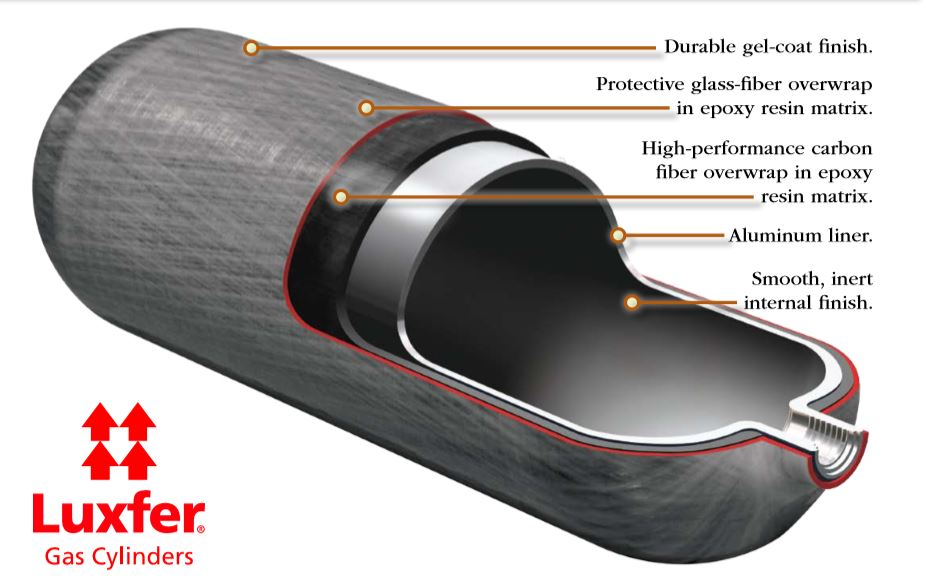 Durable gel-coat finish.
Protective glass-fiber overwrap
in epoxy resin matrix.
High-performance carbon
fiber overwrap in epoxy
resin matrix.
Aluminum liner.
Smooth, inert
internal finish.
Luxfer®
Gas Cylinders